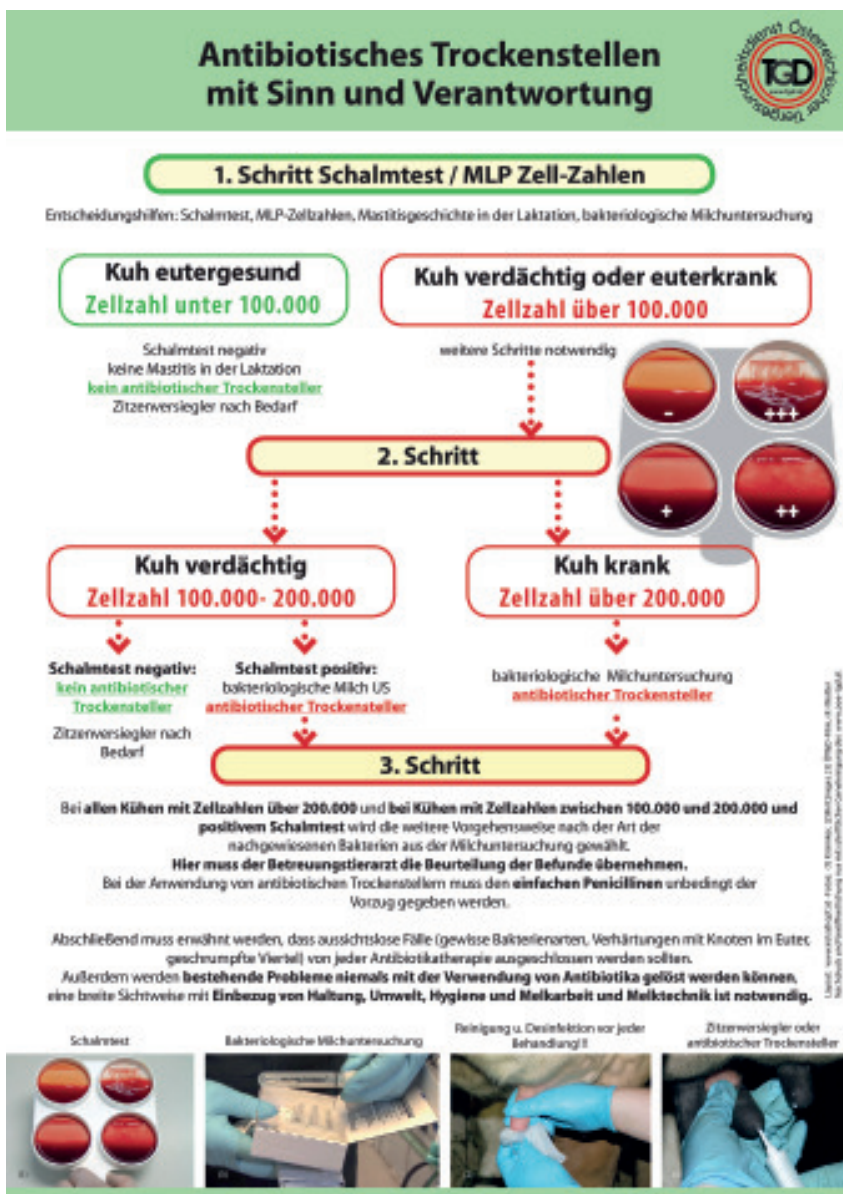 Antibiotisches Trockenstellen
mit Sinn und Verantwortung
Österreichischer Tiergesundheitsdienst
TGD
1. Schritt Schalmtest / MLP Zell-Zahlen
Entscheidungshilfen: Schalmtest, MLP-Zellzahlen, Mastitisgeschichte in der Laktation, bakteriologische Milchuntersuchung
Kuh eutergesund
Zellzahl unter 100.000
Kuh verdächtig oder euterkrank
Zellzahl über 100.000
Schalmtest negativ
keine Mastitis in der Laktation
kein antibiotischer Trockensteller
Zitzenversiegler nach Bedarf
weitere Schritte notwendig
-
+++
+
++
2. Schritt
Kuh verdächtig
Zellzahl 100.000- 200.000
Kuh krank
Zellzahl über 200.000
Schalmtest negativ:
kein antibiotischer
Trockensteller
Zitzenversiegler nach
Bedarf
Schalmtest positiv:
bakteriologische Milch US
antibiotischer Trockensteller
bakteriologische Milchuntersuchung
antibiotischer Trockensteller
3. Schritt
Bei allen Kühen mit Zellzahlen über 200.000 und bei Kühen mit Zellzahlen zwischen 100.000 und 200.000 und
positivem Schalmtest wird die weitere Vorgehensweise nach der Art der
nachgewiesenen Bakterien aus der Milchuntersuchung gewählt.
Hier muss der Betreuungstierarzt die Beurteilung der Befunde übernehmen.
Bei der Anwendung von antibiotischen Trockenstellern muss den einfachen Penicillinen unbedingt der
Vorzug gegeben werden.
Abschließend muss erwähnt werden, dass aussichtslose Fälle (gewisse Bakterienarten, Verhärtungen mit Knoten im Euter,
geschrumpfte Viertel) von jeder Antibiotikatherapie ausgeschlossen werden sollten.
Außerdem werden bestehende Probleme niemals mit der Verwendung von Antibiotika gelöst werden können,
eine breite Sichtweise mit Einbezug von Haltung, Umwelt, Hygiene und Melkarbeit und Melktechnik ist notwendig.
Schalmtest
Bakteriologische Milchuntersuchung
Reinigung u. Desinfektion vor jeder
Behandlung!!!
Zitzenversiegler oder
antibiotischer Trockensteller